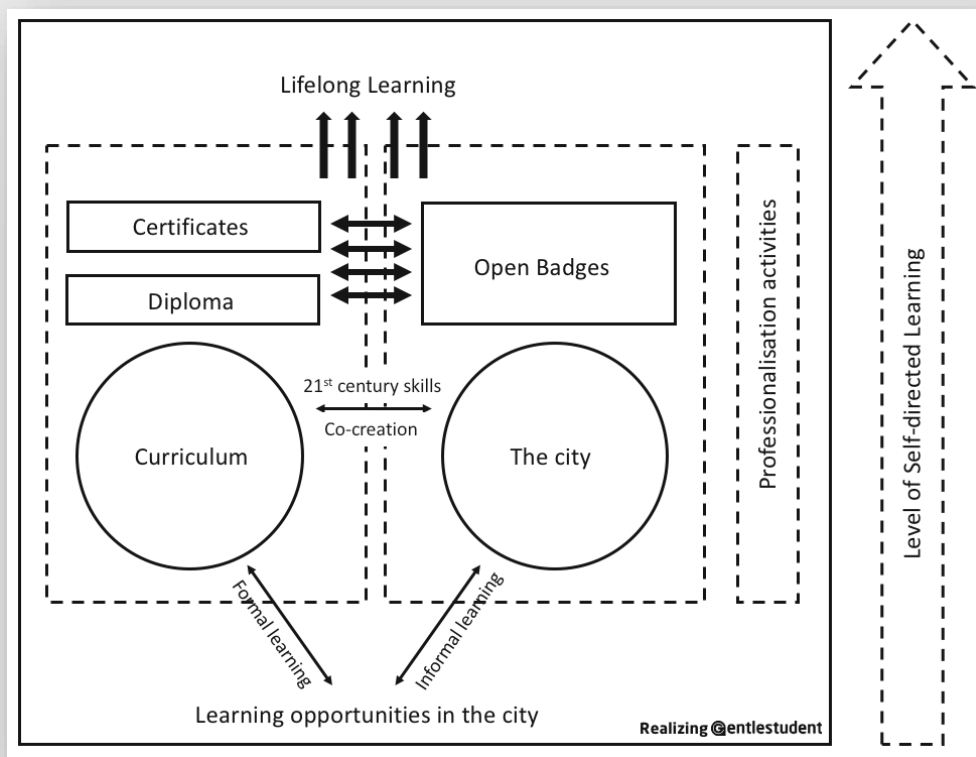 Lifelong Learning
Certificates
Diploma
Open Badges
21st century skills
Co-creation
Curriculum
The city
Formal learning
Informal learning
Learning opportunities in the city
Realizing Gentlestudent
Professionalisation activities
Level of Self-directed Learning